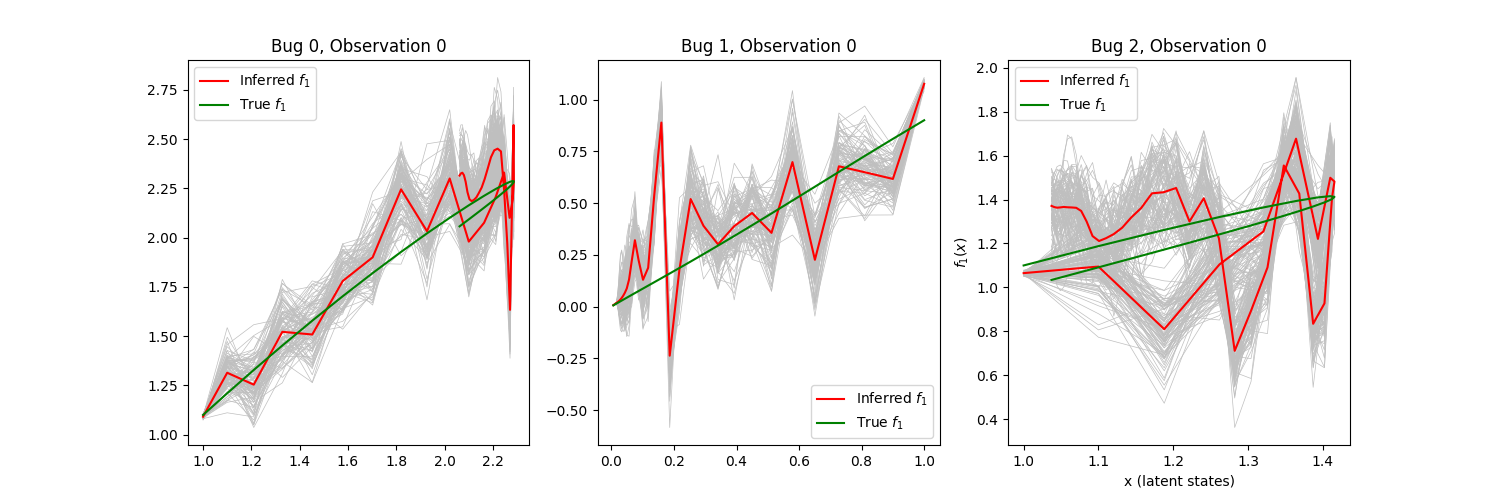 Bug 0, Observation 0
Inferred f₁
True f₁
2.75
2.50
2.25
2.00
1.75
1.50
1.25
1.00
1.0 1.2 1.4 1.6 1.8 2.0 2.2
Bug 1, Observation 0
1.00
0.75
0.50
0.25
0.00
−0.25
−0.50
Inferred f₁
True f₁
0.0 0.2 0.4 0.6 0.8 1.0
Bug 2, Observation 0
Inferred f₁
True f₁
f₁(x)
2.0
1.8
1.6
1.4
1.2
1.0
0.8
0.6
0.4
1.0 1.1 1.2 1.3 1.4
x (latent states)